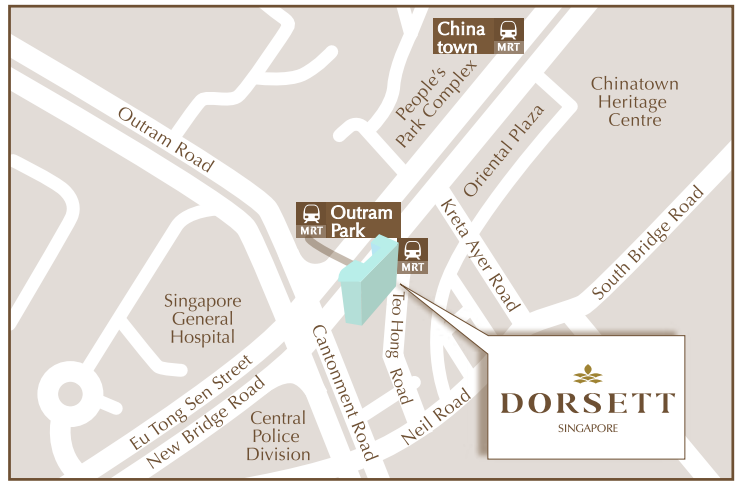 China
town
MRT
People's
Park Complex
Chinatown
Heritage
Centre
Outram Road
Oriental Plaza
Outram
Park
MRT
MRT
Kreta Ayer Road
South Bridge Road
Singapore
General
Hospital
Teo Hong Road
Cantonment Road
Eu Tong Sen Street
New Bridge Road
Neil Road
Central
Police
Division
DORSETT
SINGAPORE